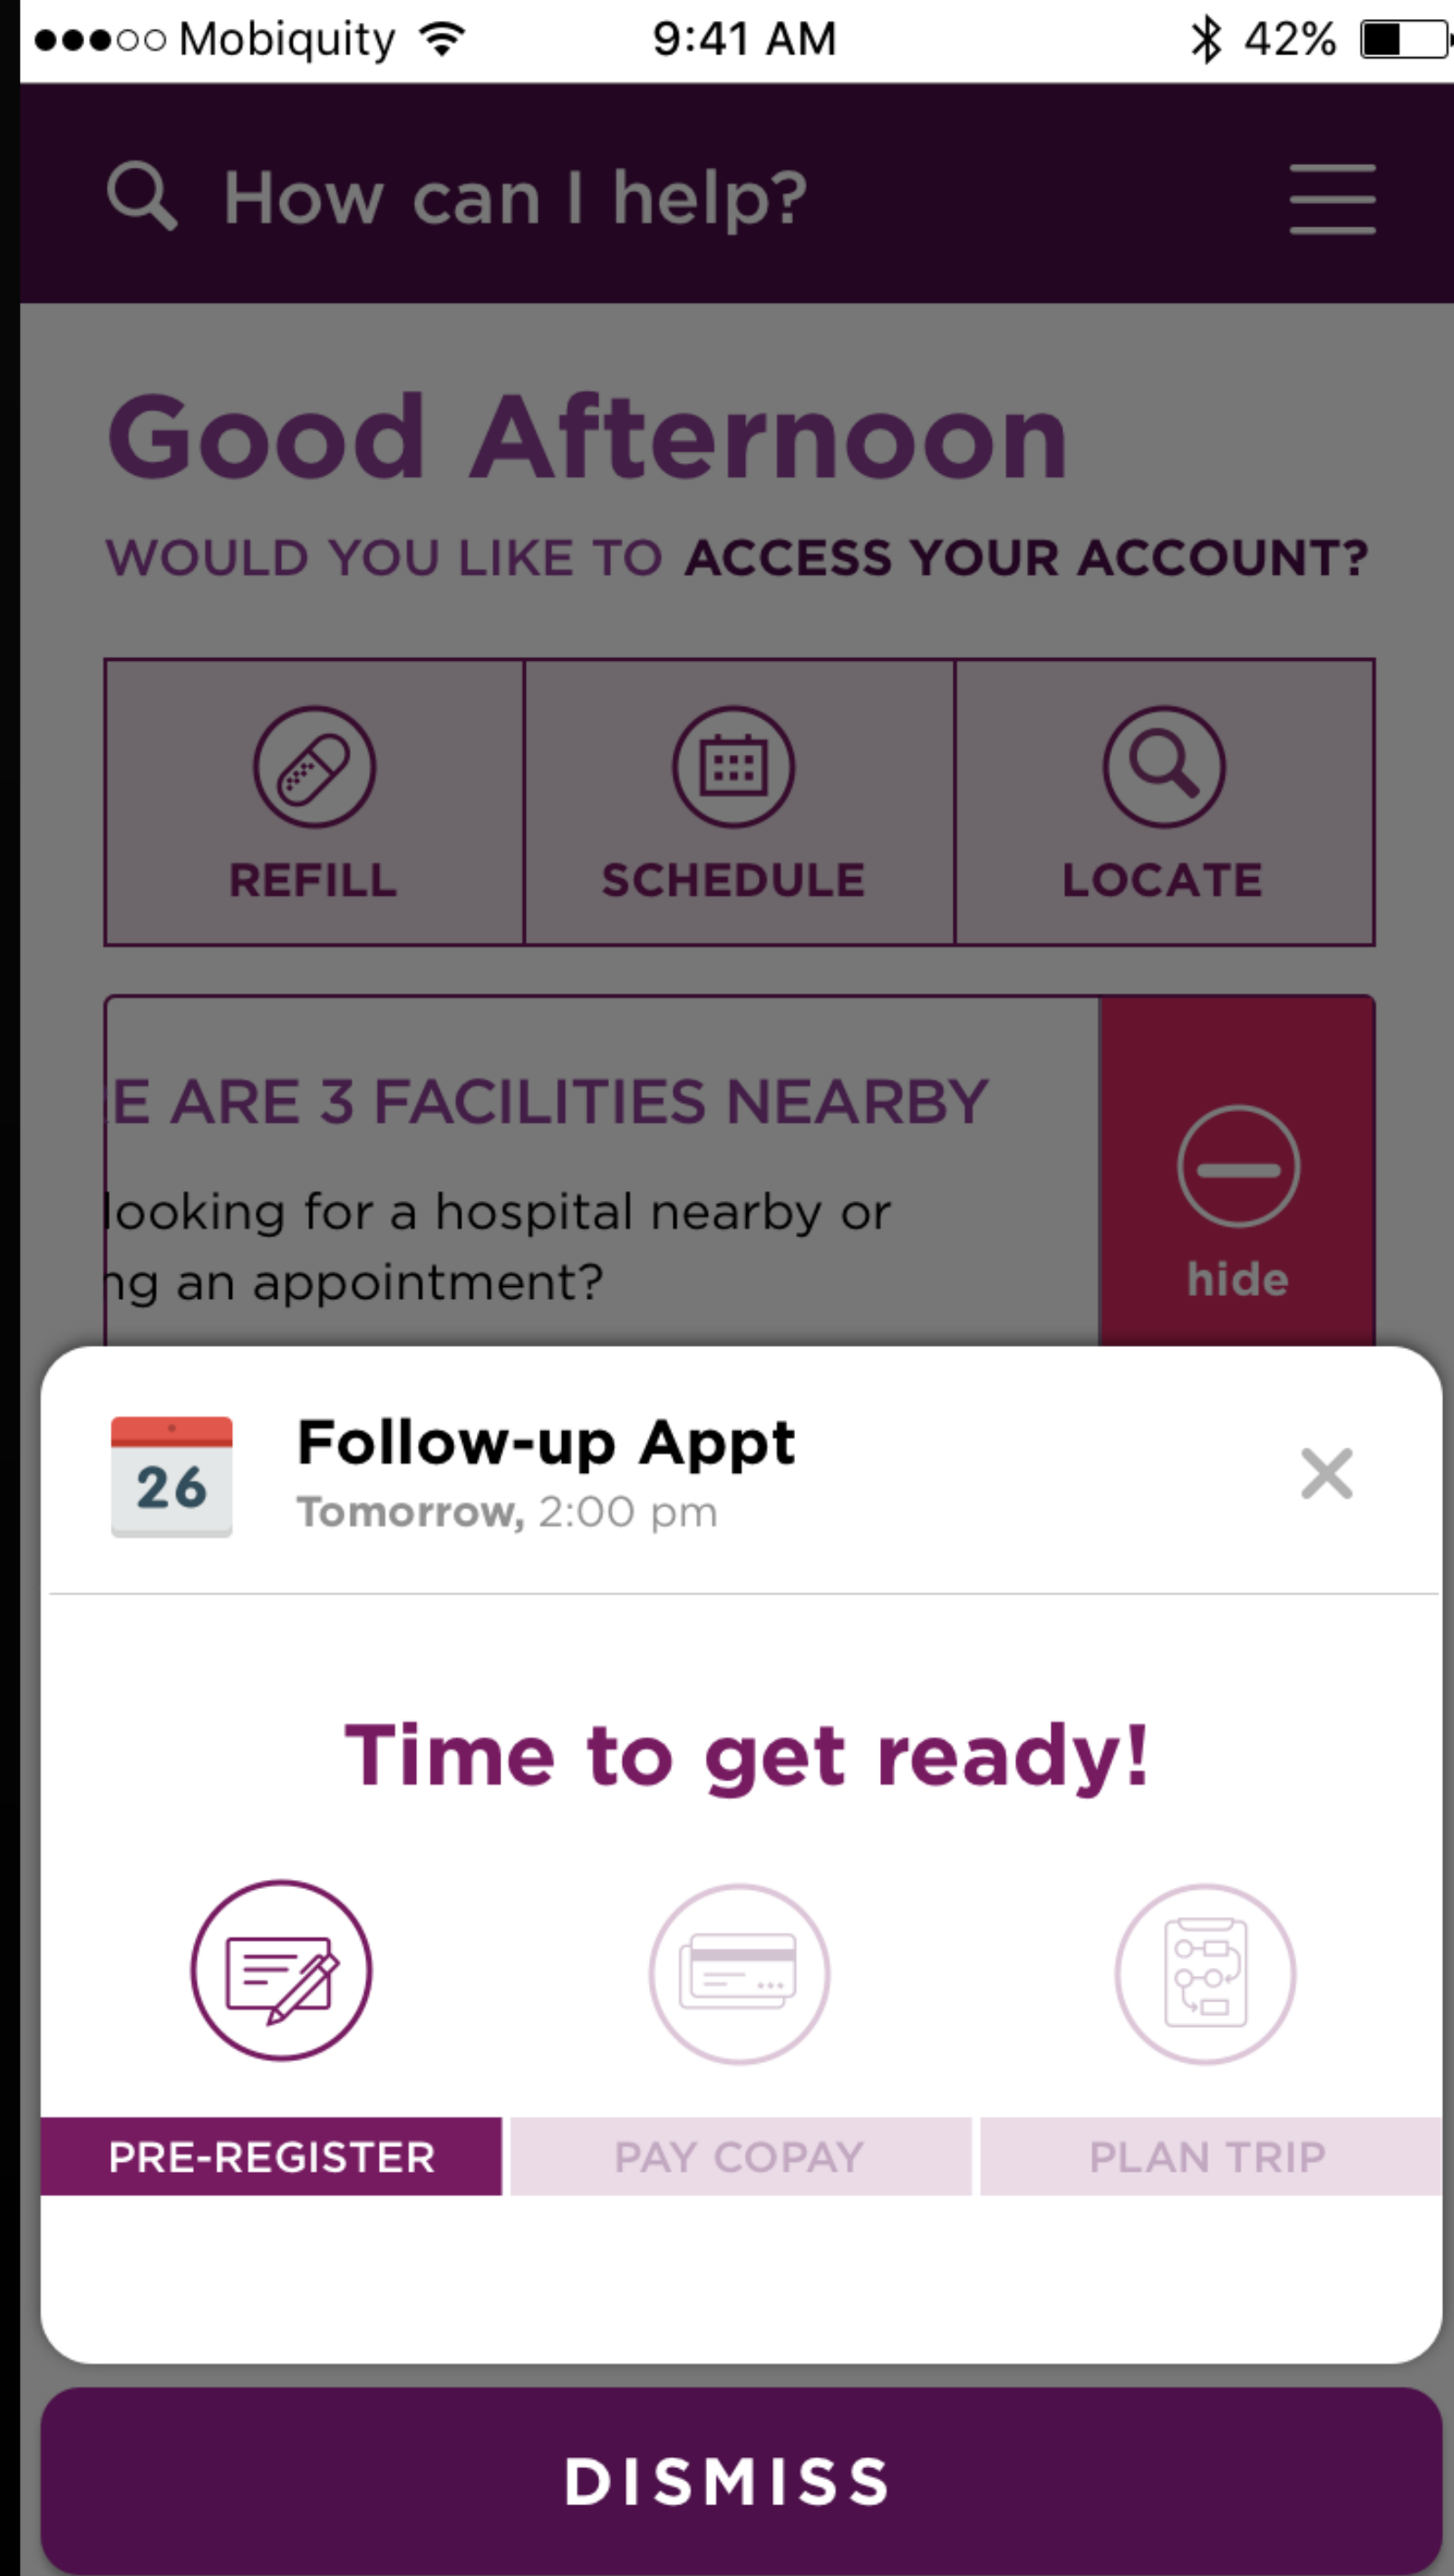 Mobiquity 9:41 AM 42%
How can I help?
Good Afternoon
WOULD YOU LIKE TO ACCESS YOUR ACCOUNT?
REFILL SCHEDULE LOCATE
E ARE 3 FACILITIES NEARBY
looking for a hospital nearby or
ng an appointment?
hide
26
Follow-up Appt
Tomorrow, 2:00 pm
Time to get ready!
PRE-REGISTER PAY COPAY PLAN TRIP
DISMISS